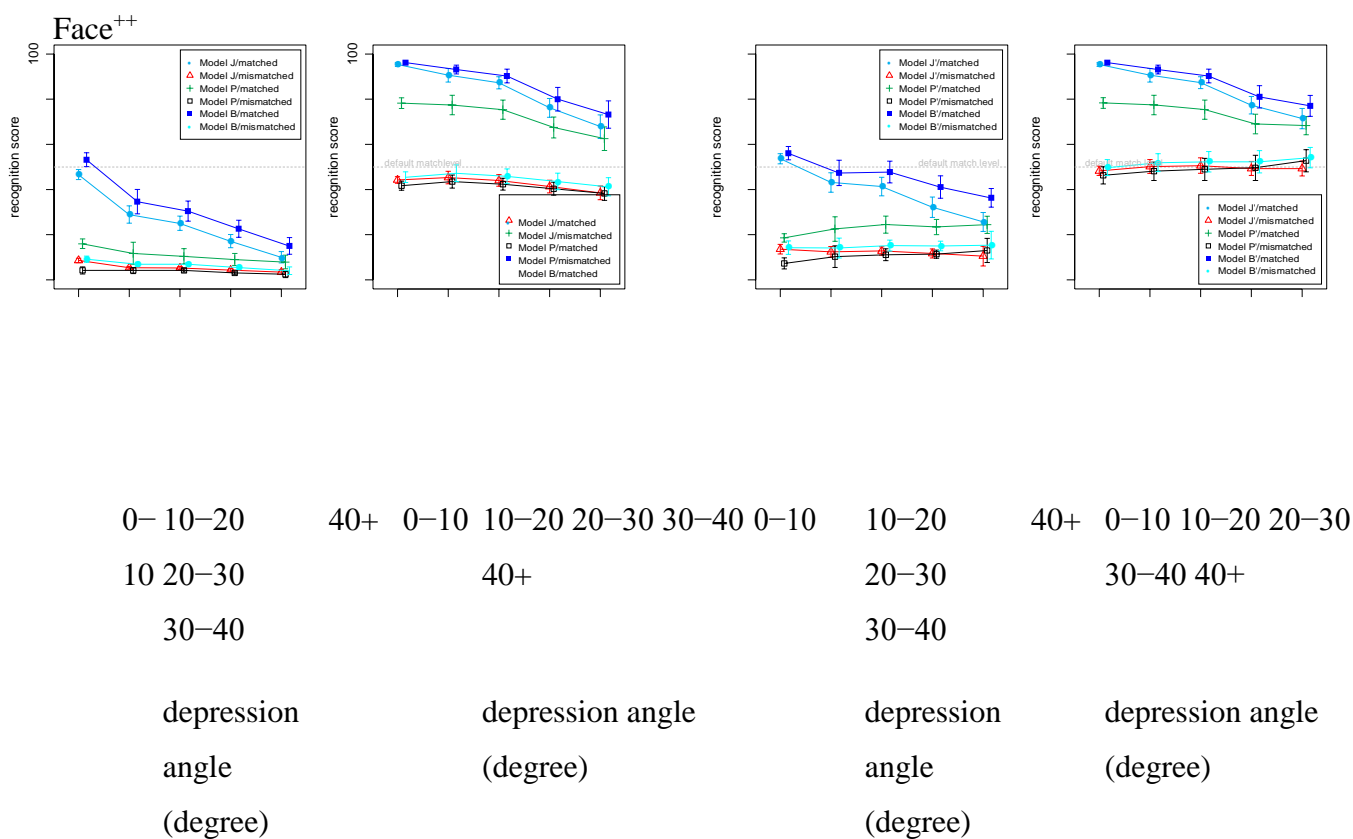 Face++
100
recognition score
Model J/matched
Model J/mismatched
Model P/matched
Model P/mismatched
Model B/matched
Model B/mismatched
recognition score
default matchlevel
Model J/matched
Model J/mismatched
Model P/matched
Model P/mismatched
Model B/matched
100
recognition score
default match level
Model J'/matched
Model J'/mismatched
Model P'/matched
Model P'/mismatched
Model B'/matched
Model B'/mismatched
recognition score
default match level
Model J'/matched
Model J'/mismatched
Model P'/matched
Model P'/mismatched
Model B'/matched
Model B'/mismatched
0− 10−20 40+ 0−10 10−20 20−30 30−40 0−10 10−20 40+ 0−10 10−20 20−30
10 20−30 40+ 20−30 30−40 40+
30−40 30−40
depression depression angle depression depression angle
angle (degree) angle (degree)
(degree) (degree)